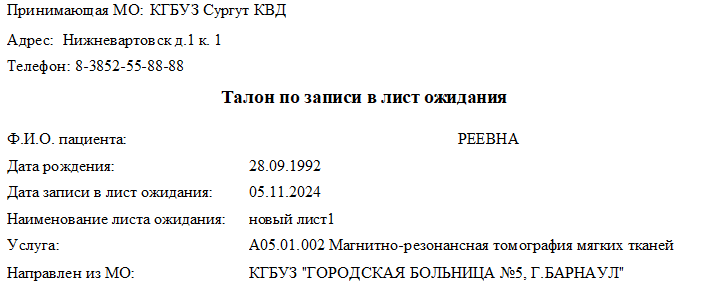 Принимающая МО: КГБУЗ Сургут КВД
Адрес: Нижневартовск д.1 к. 1
Телефон: 8-3852-55-88-88
Талон по записи в лист ожидания
Ф.И.О. пациента: РЕЕВНА
Дата рождения: 28.09.1992
Дата записи в лист ожидания: 05.11.2024
Наименование листа ожидания: новый лист1
Услуга: А05.01.002 Магнитно-резонансная томография мягких тканей
Направлен из МО: КГБУЗ "ГОРОДСКАЯ БОЛЬНИЦА №5, Г.БАРНАУЛ"